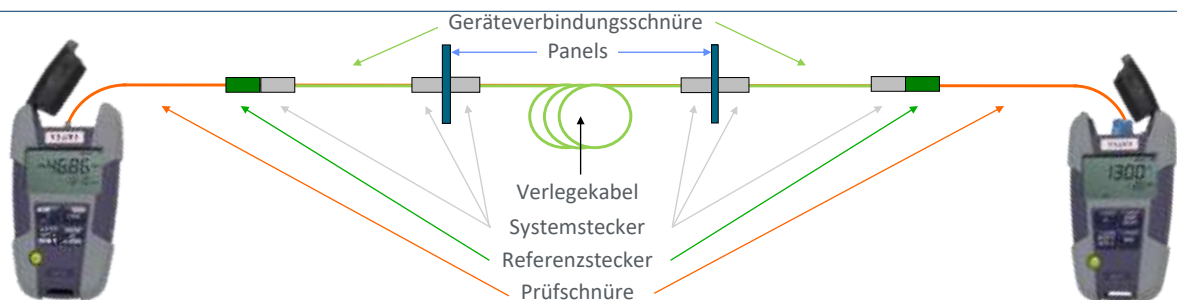 Geräteverbindungsschnüre
Panels
Verlegekabel
Systemstecker
Referenzstecker
Prüfschnüre
1300